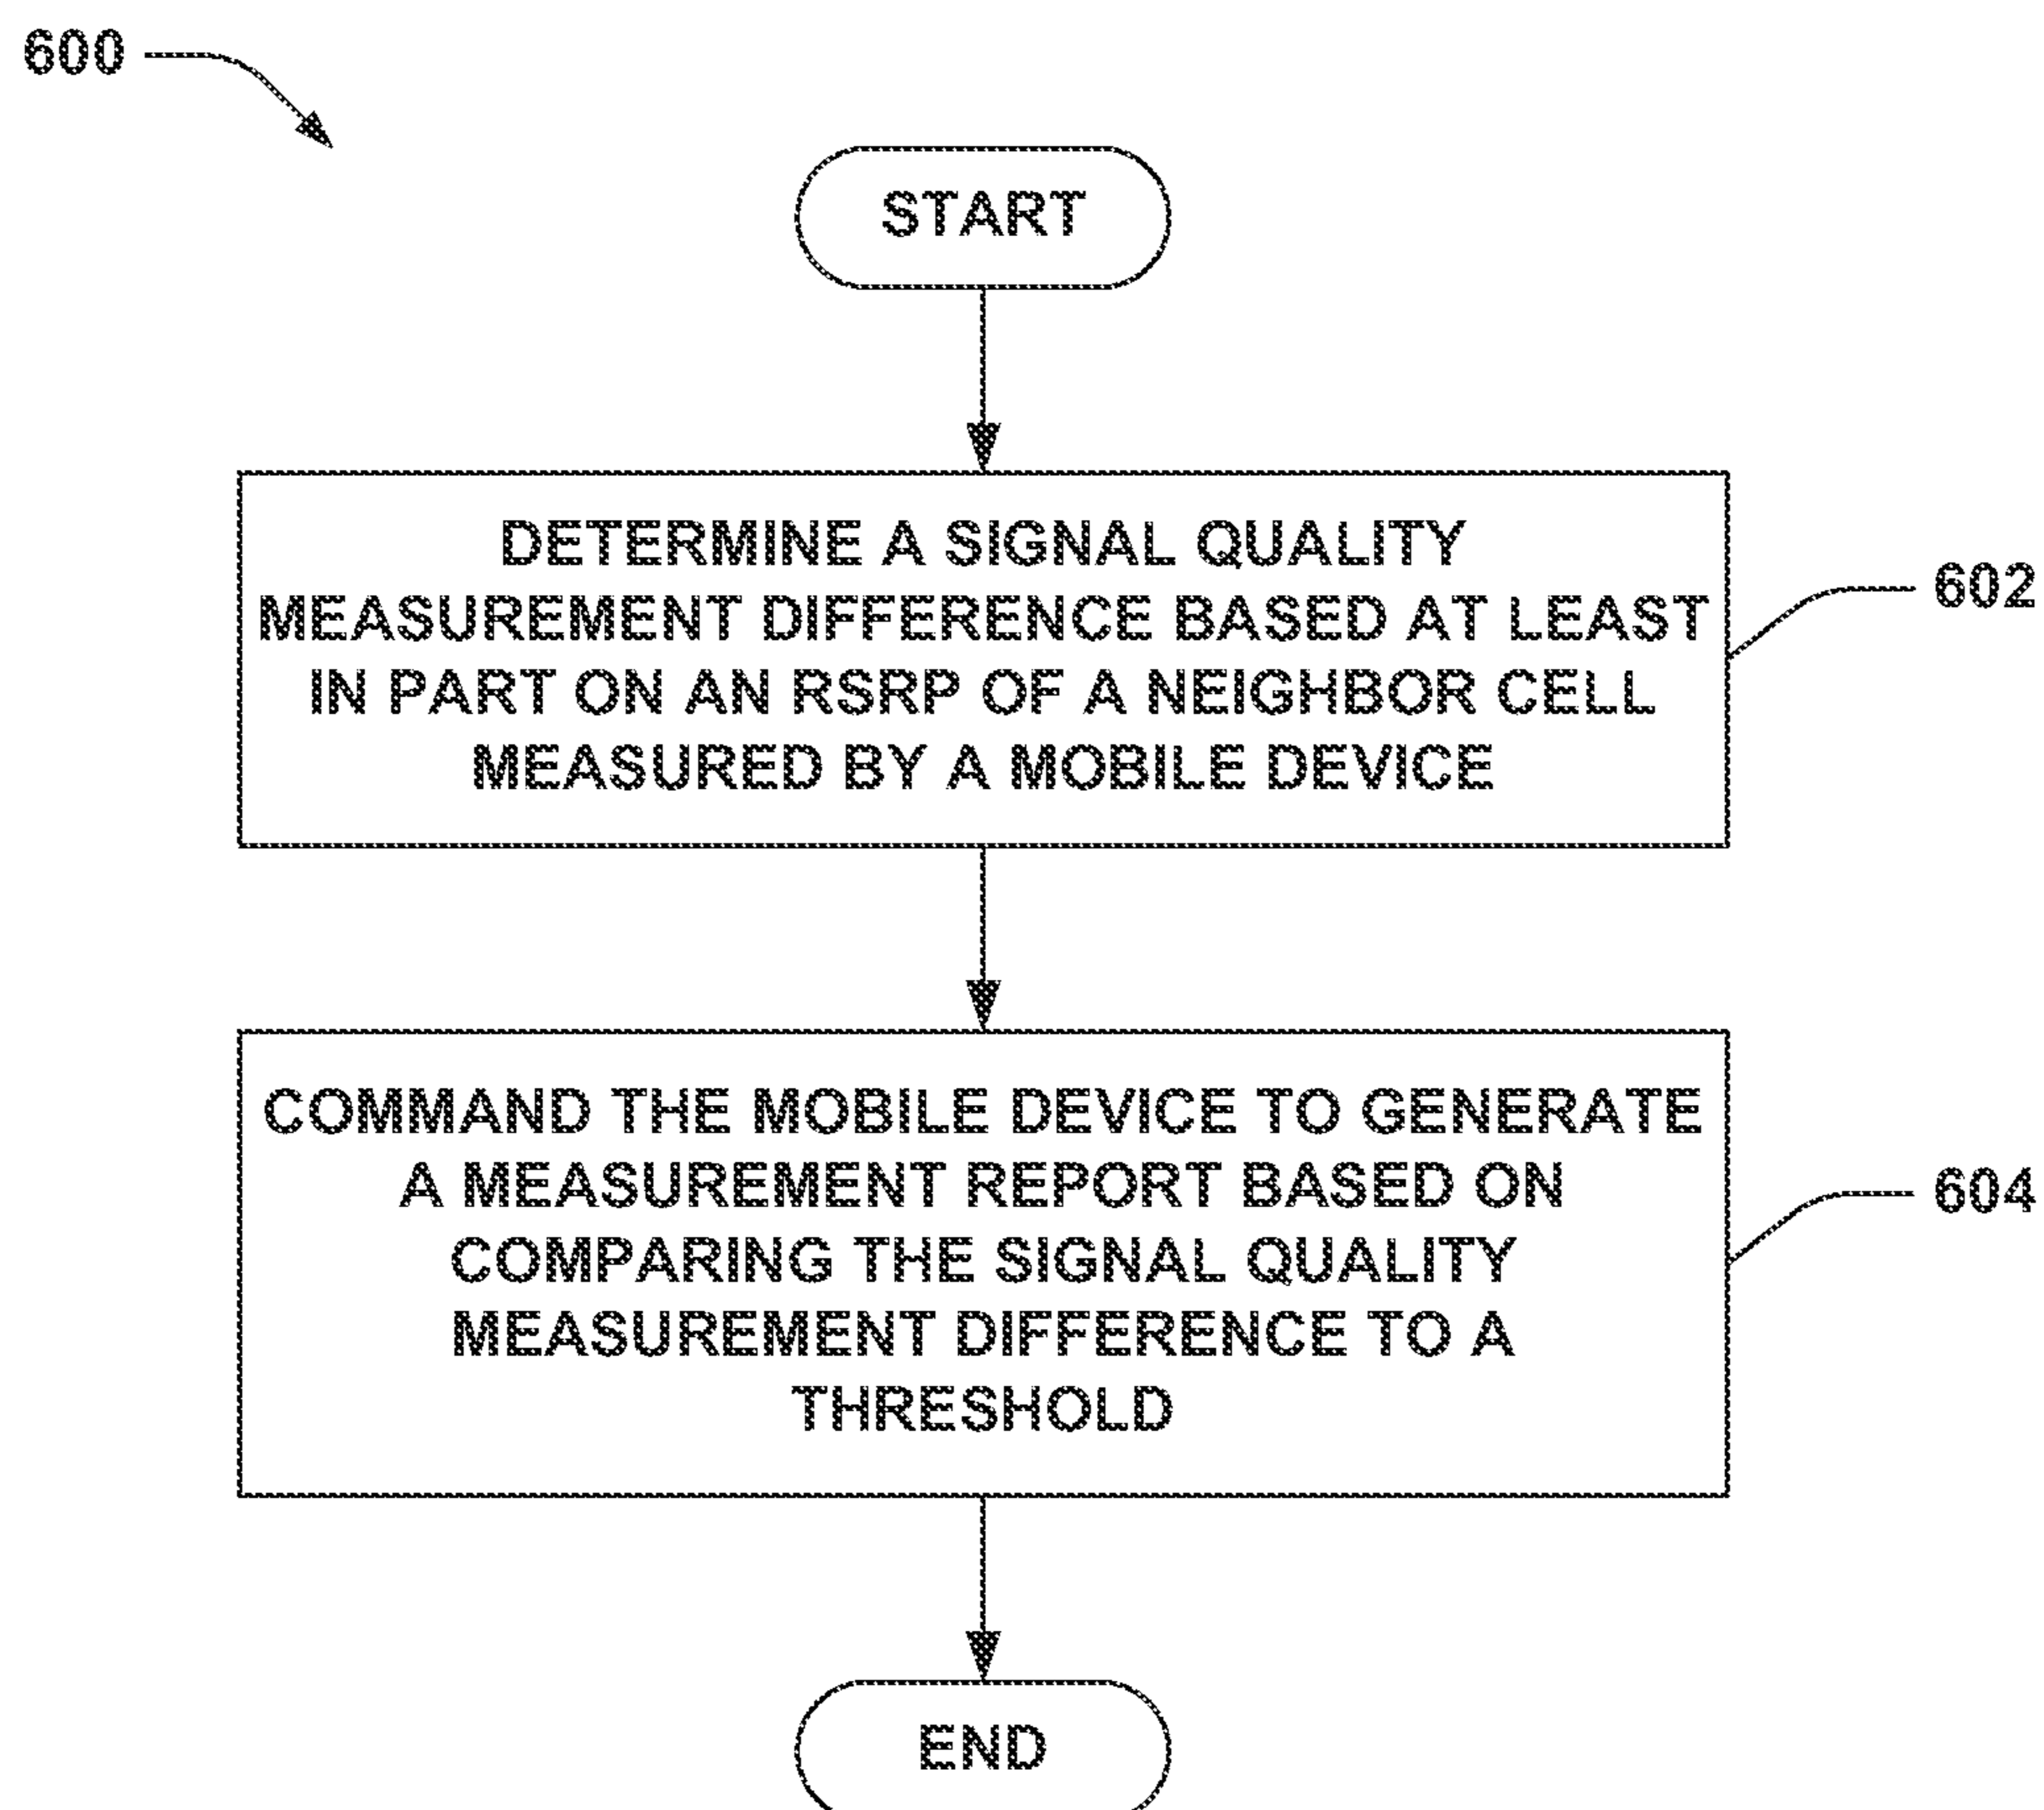 600
START
DETERMINE A SIGNAL QUALITY
MEASUREMENT DIFFERENCE BASED AT LEAST
IN PART ON AN RSRP OF A NEIGHBOR CELL
MEASURED BY A MOBILE DEVICE
602
COMMAND THE MOBILE DEVICE TO GENERATE
A MEASUREMENT REPORT BASED ON
COMPARING THE SIGNAL QUALITY
MEASUREMENT DIFFERENCE TO A
THRESHOLD
604
END